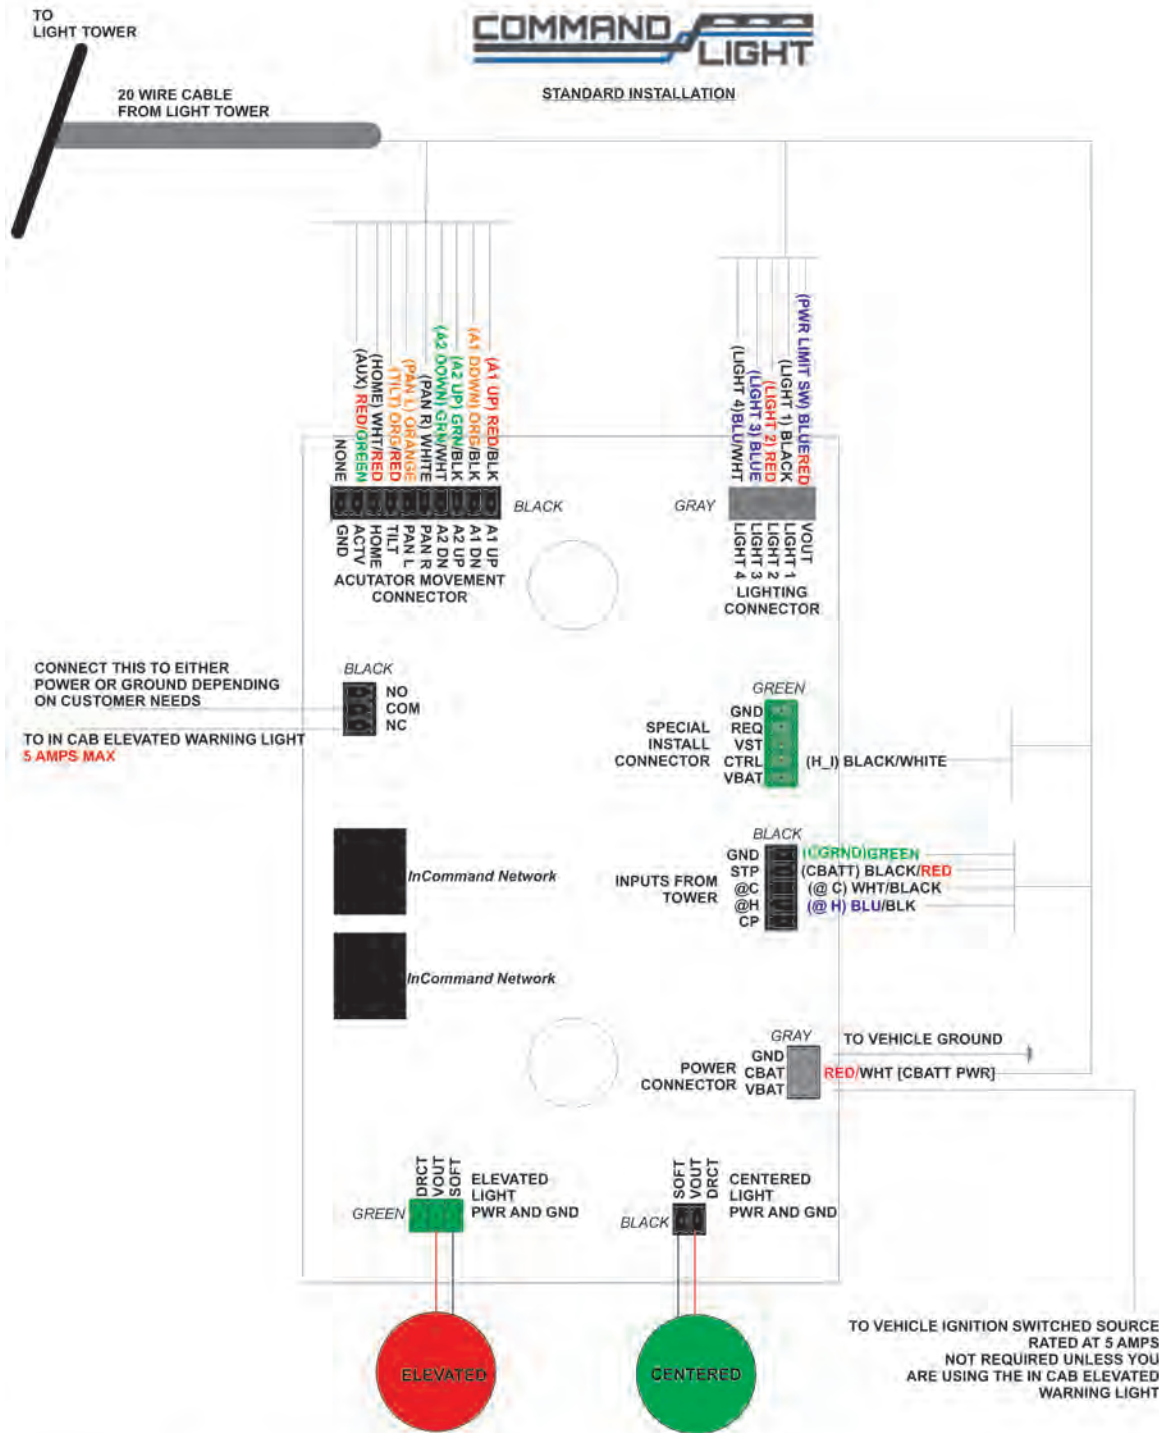 TO
LIGHT TOWER
COMMAND
LIGHT
STANDARD INSTALLATION
20 WIRE CABLE
FROM LIGHT TOWER
NONE
(AUX) RED/GREEN
(HOME) WHT/RED
(TILT) ORG/RED
(PAN L) ORANGE
(PAN R) WHITE
(A2 DOWN) GRN/WHT
(A2 UP) GRN/BLK
(A1 DOWN) ORG/BLK
(A1 UP) RED/BLK
(LIGHT 4)BLU/WHT
(LIGHT 3) BLUE
(LIGHT 2) RED
(LIGHT 1) BLACK
(PWR LIMIT SW) BLUERED
BLACK
GRAY
GND
ACTV
HOME
TILT
PAN L
PAN R
A2 DN
A2 UP
A1 DN
A1 UP
ACUTATOR MOVEMENT
CONNECTOR
LIGHT 4
LIGHT 3
LIGHT 2
LIGHT 1
VOUT
LIGHTING
CONNECTOR
CONNECT THIS TO EITHER
POWER OR GROUND DEPENDING
ON CUSTOMER NEEDS
BLACK
NO
COM
NC
TO IN CAB ELEVATED WARNING LIGHT
5 AMPS MAX
GREEN
SPECIAL
INSTALL
CONNECTOR
GND
REQ
VST
CTRL
VBAT
(H_I) BLACK/WHITE
BLACK
INPUTS FROM
TOWER
GND
STP
@C
@H
CP
(CGRND)GREEN
(CBATT) BLACK/RED
(@ C) WHT/BLACK
(@ H) BLU/BLK
InCommand Network
InCommand Network
GRAY
TO VEHICLE GROUND
POWER
CONNECTOR
GND
CBAT
VBAT
RED/WHT [CBATT PWR]
DRCT
VOUT
SOFT
ELEVATED
LIGHT
PWR AND GND
GREEN
SOFT
VOUT
DRCT
CENTERED
LIGHT
PWR AND GND
BLACK
ELEVATED
CENTERED
TO VEHICLE IGNITION SWITCHED SOURCE
RATED AT 5 AMPS
NOT REQUIRED UNLESS YOU
ARE USING THE IN CAB ELEVATED
WARNING LIGHT